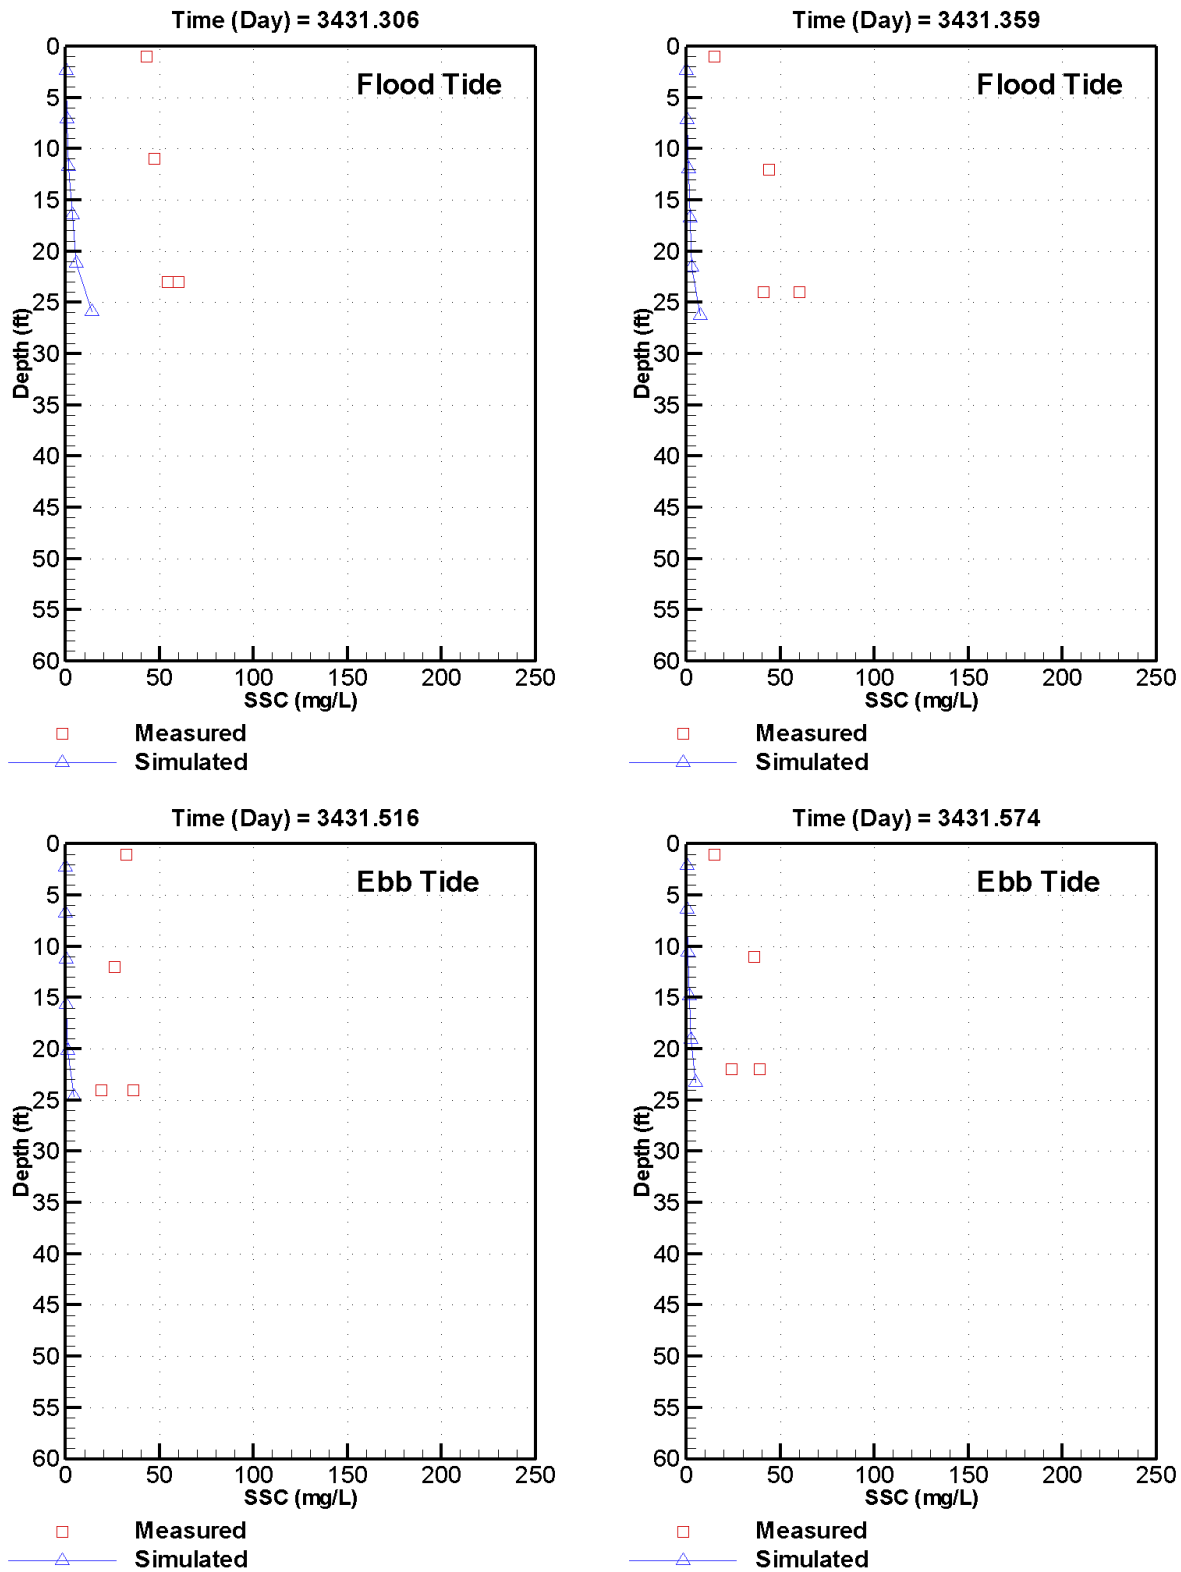 Time (Day) = 3431.306
Flood Tide
0
5
10
15
20
25
30
35
40
45
50
55
60
Depth (ft)
0 50 100 150 200 250
SSC (mg/L)
Measured
Simulated
Time (Day) = 3431.359
Flood Tide
0
5
10
15
20
25
30
35
40
45
50
55
60
Depth (ft)
0 50 100 150 200 250
SSC (mg/L)
Measured
Simulated
Time (Day) = 3431.516
Ebb Tide
0
5
10
15
20
25
30
35
40
45
50
55
60
Depth (ft)
0 50 100 150 200 250
SSC (mg/L)
Measured
Simulated
Time (Day) = 3431.574
Ebb Tide
0
5
10
15
20
25
30
35
40
45
50
55
60
Depth (ft)
0 50 100 150 200 250
SSC (mg/L)
Measured
Simulated